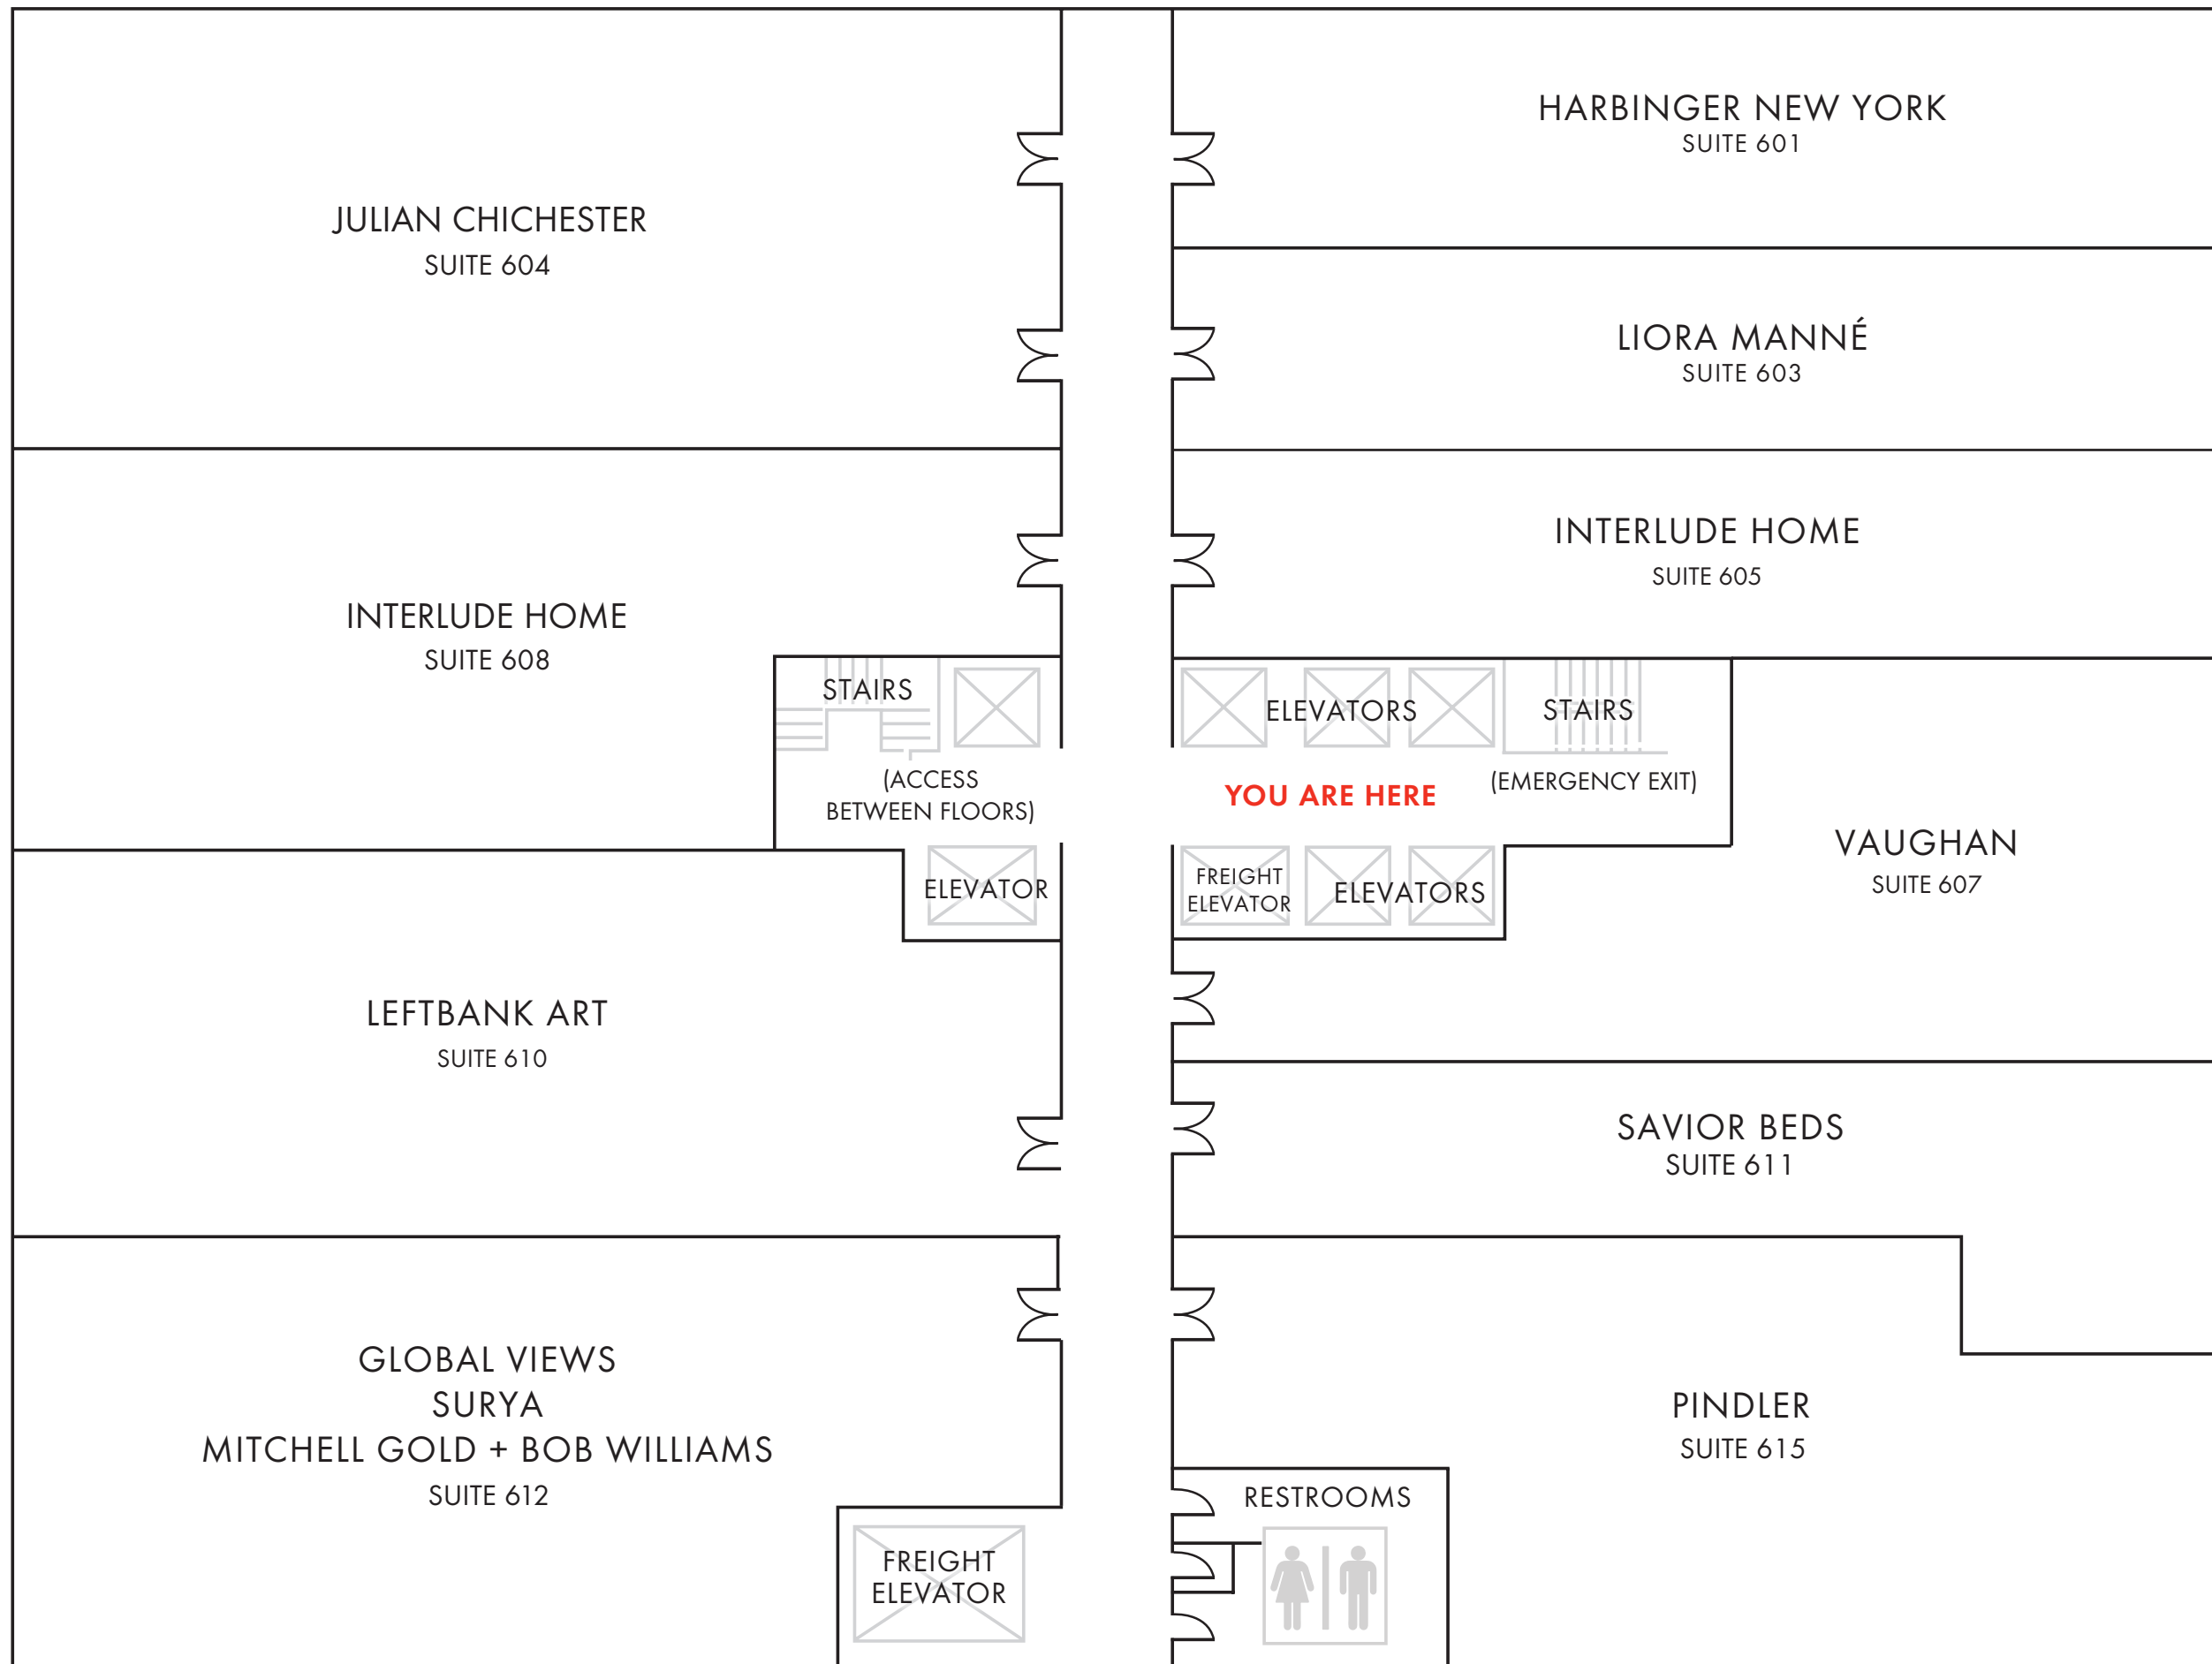 HARBINGER NEW YORK
SUITE 601
JULIAN CHICHESTER
SUITE 604
LIORA MANNÉ
SUITE 603
INTERLUDE HOME
SUITE 605
INTERLUDE HOME
SUITE 608
STAIRS
(ACCESS
BETWEEN FLOORS)
ELEVATOR
ELEVATORS
STAIRS
(EMERGENCY EXIT)
YOU ARE HERE
FREIGHT
ELEVATOR
ELEVATORS
VAUGHAN
SUITE 607
LEFTBANK ART
SUITE 610
SAVIOR BEDS
SUITE 611
GLOBAL VIEWS
SURYA
MITCHELL GOLD + BOB WILLIAMS
SUITE 612
PINDLER
SUITE 615
RESTROOMS
FREIGHT
ELEVATOR